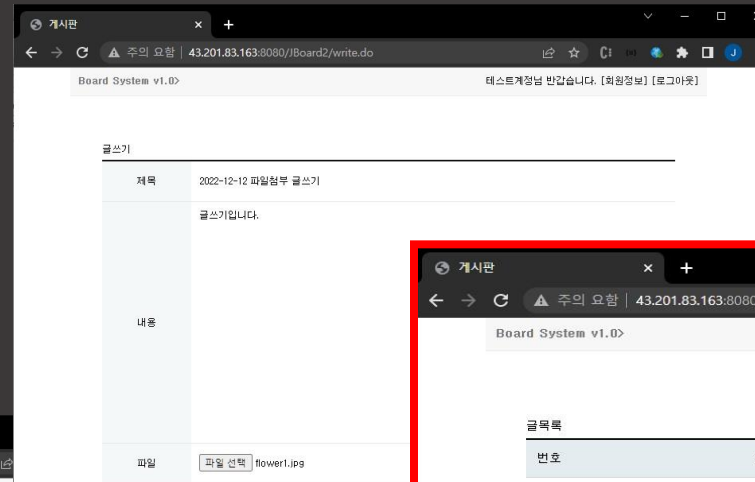 게시판
주의 요함 | 43.201.83.163:8080/JBoard2/write.do
Board System v1.0>
테스트계정님 반갑습니다. [회원정보] [로그아웃]
글쓰기
제목
2022-12-12 파일첨부 글쓰기
내용
글쓰기입니다.
파일
파일 선택 flower1.jpg
게시판
주의 요함 | 43.201.83.163:8080
Board System v1.0>
글목록
번호